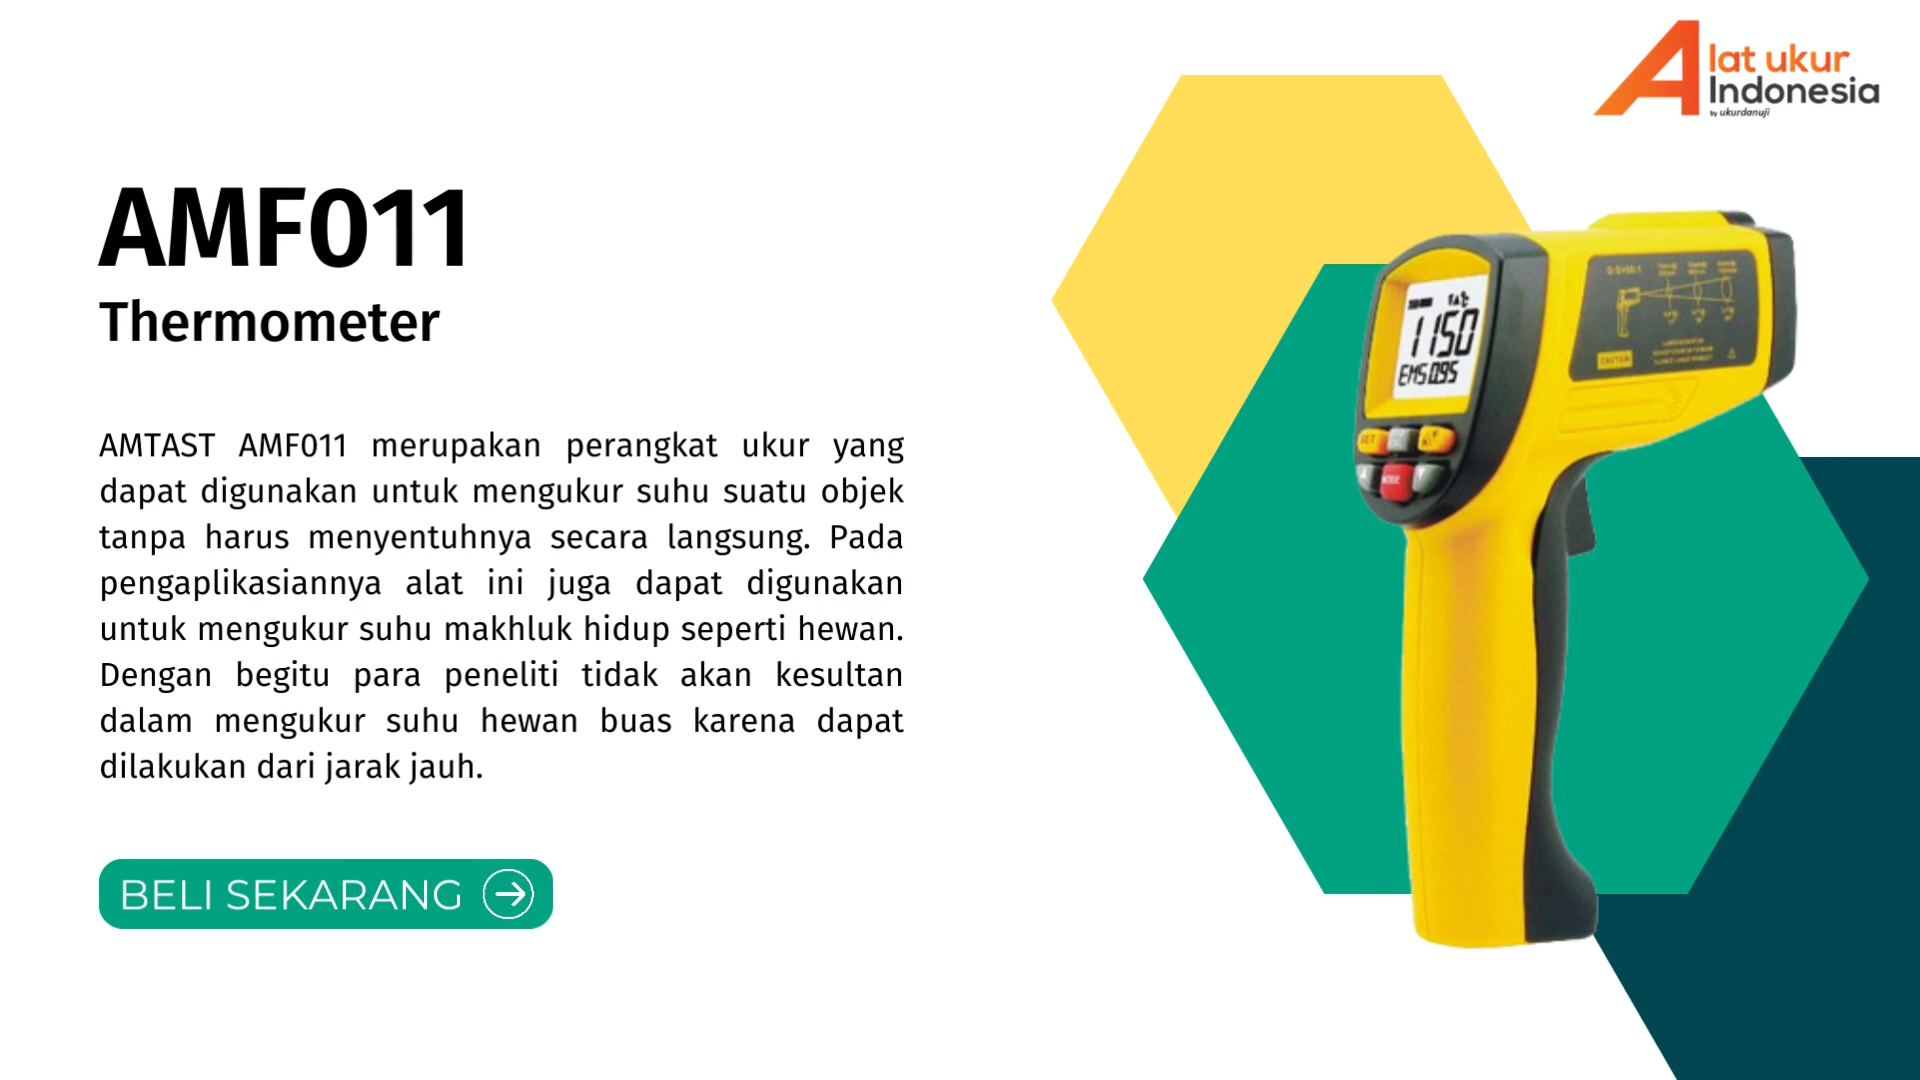 Alat ukur
Indonesia
by ukurdanuji
AMF011
Thermometer
AMTAST AMF011 merupakan perangkat ukur yang
dapat digunakan untuk mengukur suhu suatu objek
tanpa harus menyentuhnya secara langsung. Pada
pengaplikasiannya alat ini juga dapat digunakan
untuk mengukur suhu makhluk hidup seperti hewan.
Dengan begitu para peneliti tidak akan kesultan
dalam mengukur suhu hewan buas karena dapat
dilakukan dari jarak jauh.
BELI SEKARANG
1150
EMS 0.95
SET
MODE
CAUTION